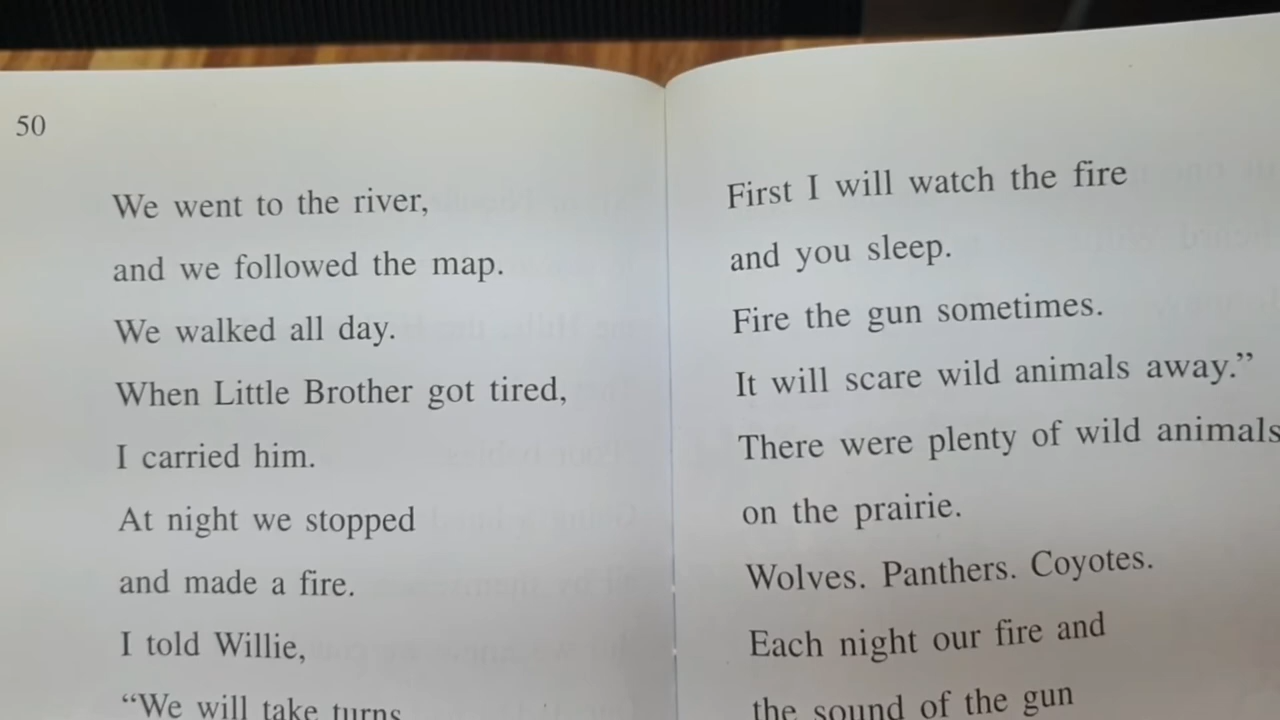 50
We went to the river,
and we followed the map.
We walked all day.
When Little Brother got tired,
I carried him.
At night we stopped
and made a fire.
I told Willie,
“We will take turns
First I will watch the fire
and you sleep.
Fire the gun sometimes.
It will scare wild animals away.”
There were plenty of wild animals
on the prairie.
Wolves. Panthers. Coyotes.
Each night our fire and
the sound of the gun